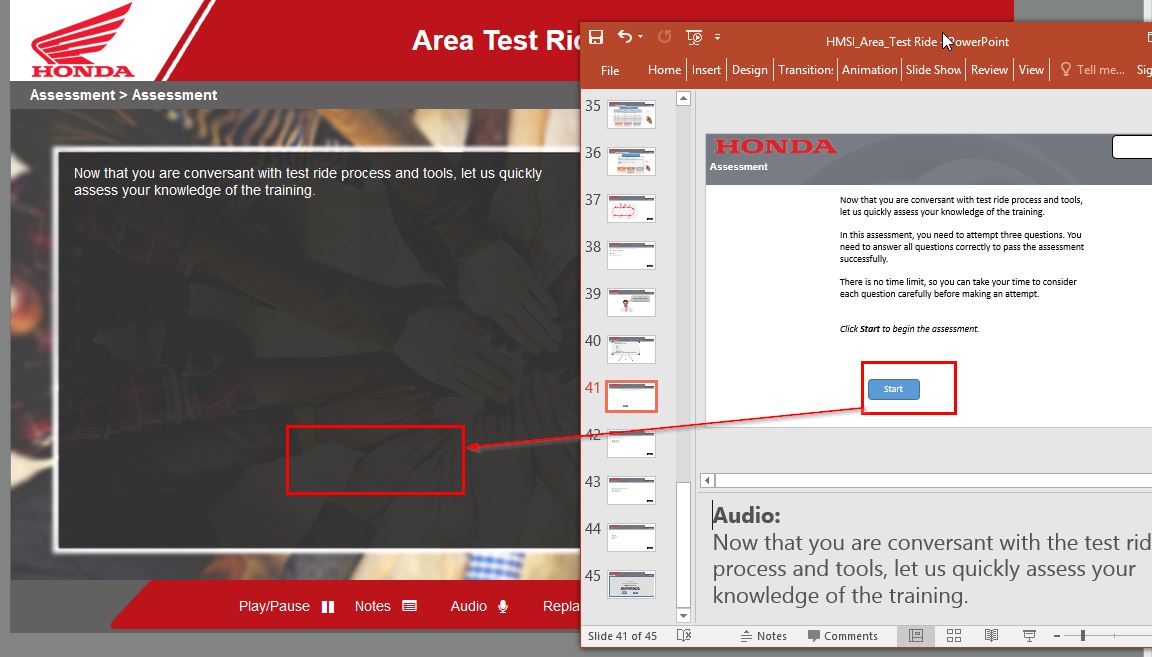 HONDA
Area Test Ri
Assessment > Assessment
Now that you are conversant with test ride process and tools, let us quickly
assess your knowledge of the training.
Play/Pause
Notes
Audio
Repla
HMSI_Area_Test Ride - PowerPoint
File
Home
Insert
Design
Transition
Animation
Slide Show
Review
View
Tell me...
Sig
35
36
37
38
39
40
41
42
43
44
45
HONDA
Assessment
Now that you are conversant with test ride process and tools,
let us quickly assess your knowledge of the training.
In this assessment, you need to attempt three questions. You
need to answer all questions correctly to pass the assessment
successfully.
There is no time limit, so you can take your time to consider
each question carefully before making an attempt.
Click Start to begin the assessment.
Start
Audio:
Now that you are conversant with the test rid
process and tools, let us quickly assess your
knowledge of the training.
Slide 41 of 45
Notes
Comments